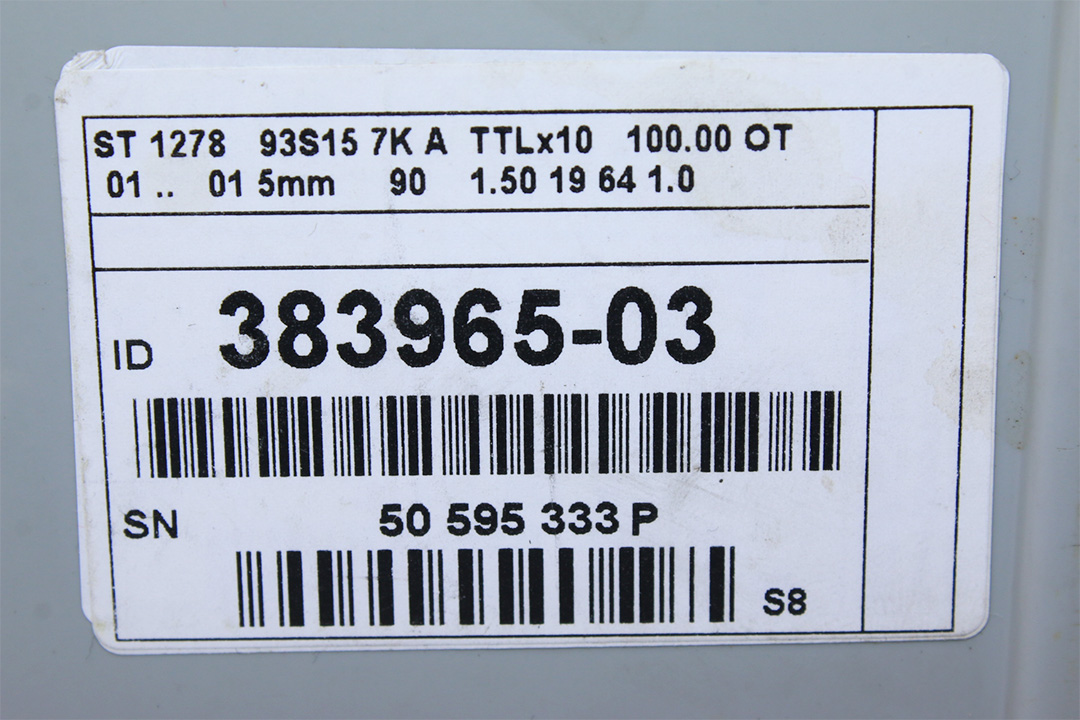 ST 1278 93S15 7K A TTLx10 100.00 OT
01 .. 01 5mm 90 1.50 19 64 1.0
ID 383965-03
SN 50 595 333 P
S8